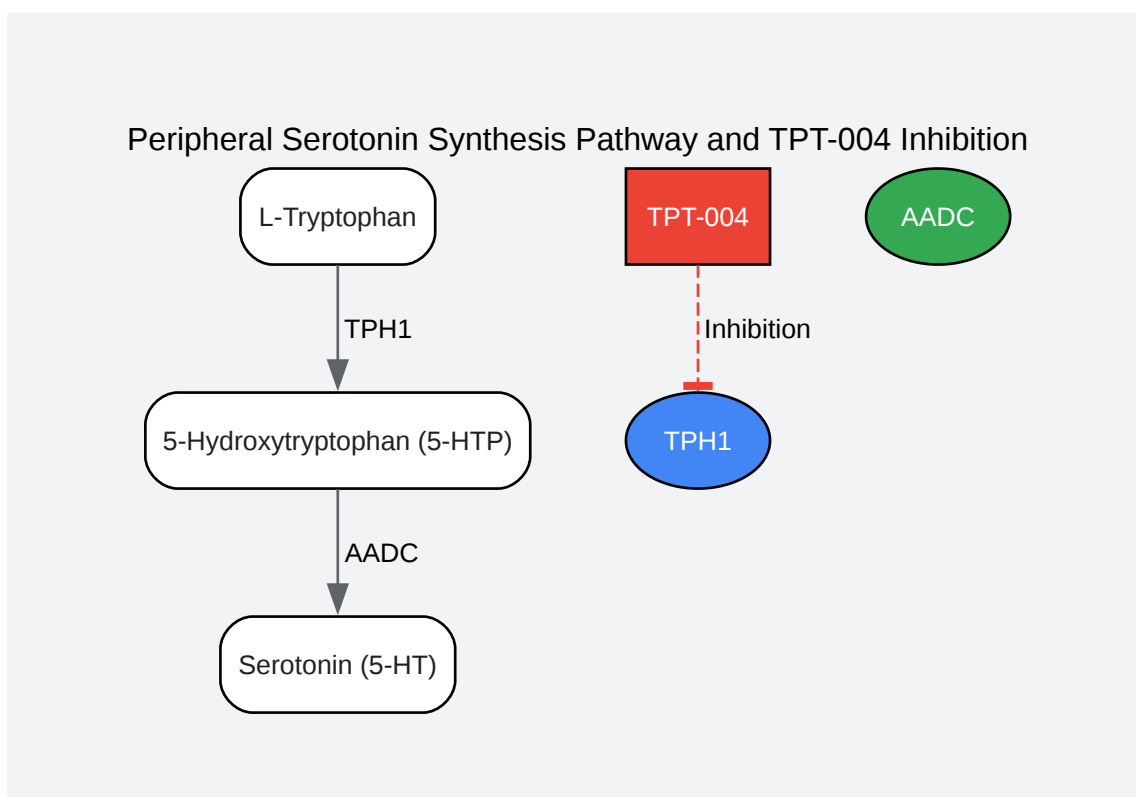 Peripheral Serotonin Synthesis Pathway and TPT-004 Inhibition
L-Tryptophan
TPT-004
AADC
TPH1
Inhibition
5-Hydroxytryptophan (5-HTP)
TPH1
AADC
Serotonin (5-HT)